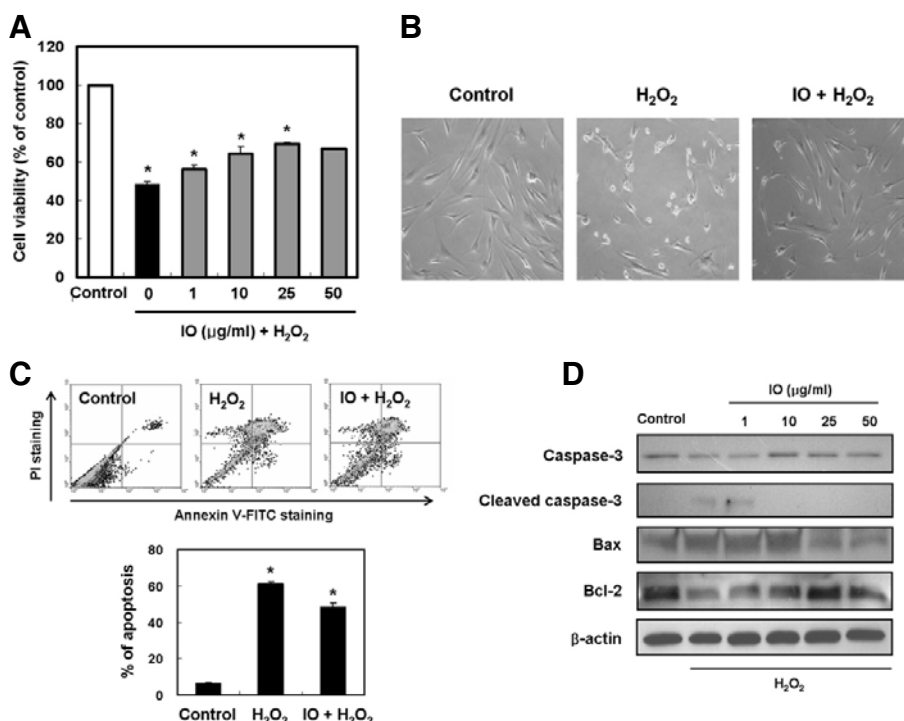 A
Cell viability (% of control)
120
100
80
60
40
20
0
*
*
*
*
Control
0
1
10
25
50
IO (μg/ml) + H₂O₂
B
Control
H₂O₂
IO + H₂O₂
C
PI staining
Control
H₂O₂
IO + H₂O₂
Annexin V-FITC staining
% of apoptosis
80
60
40
20
0
*
*
Control
H₂O₂
IO + H₂O₂
D
IO (μg/ml)
Control
1
10
25
50
Caspase-3
Cleaved caspase-3
Bax
Bcl-2
β-actin
H₂O₂